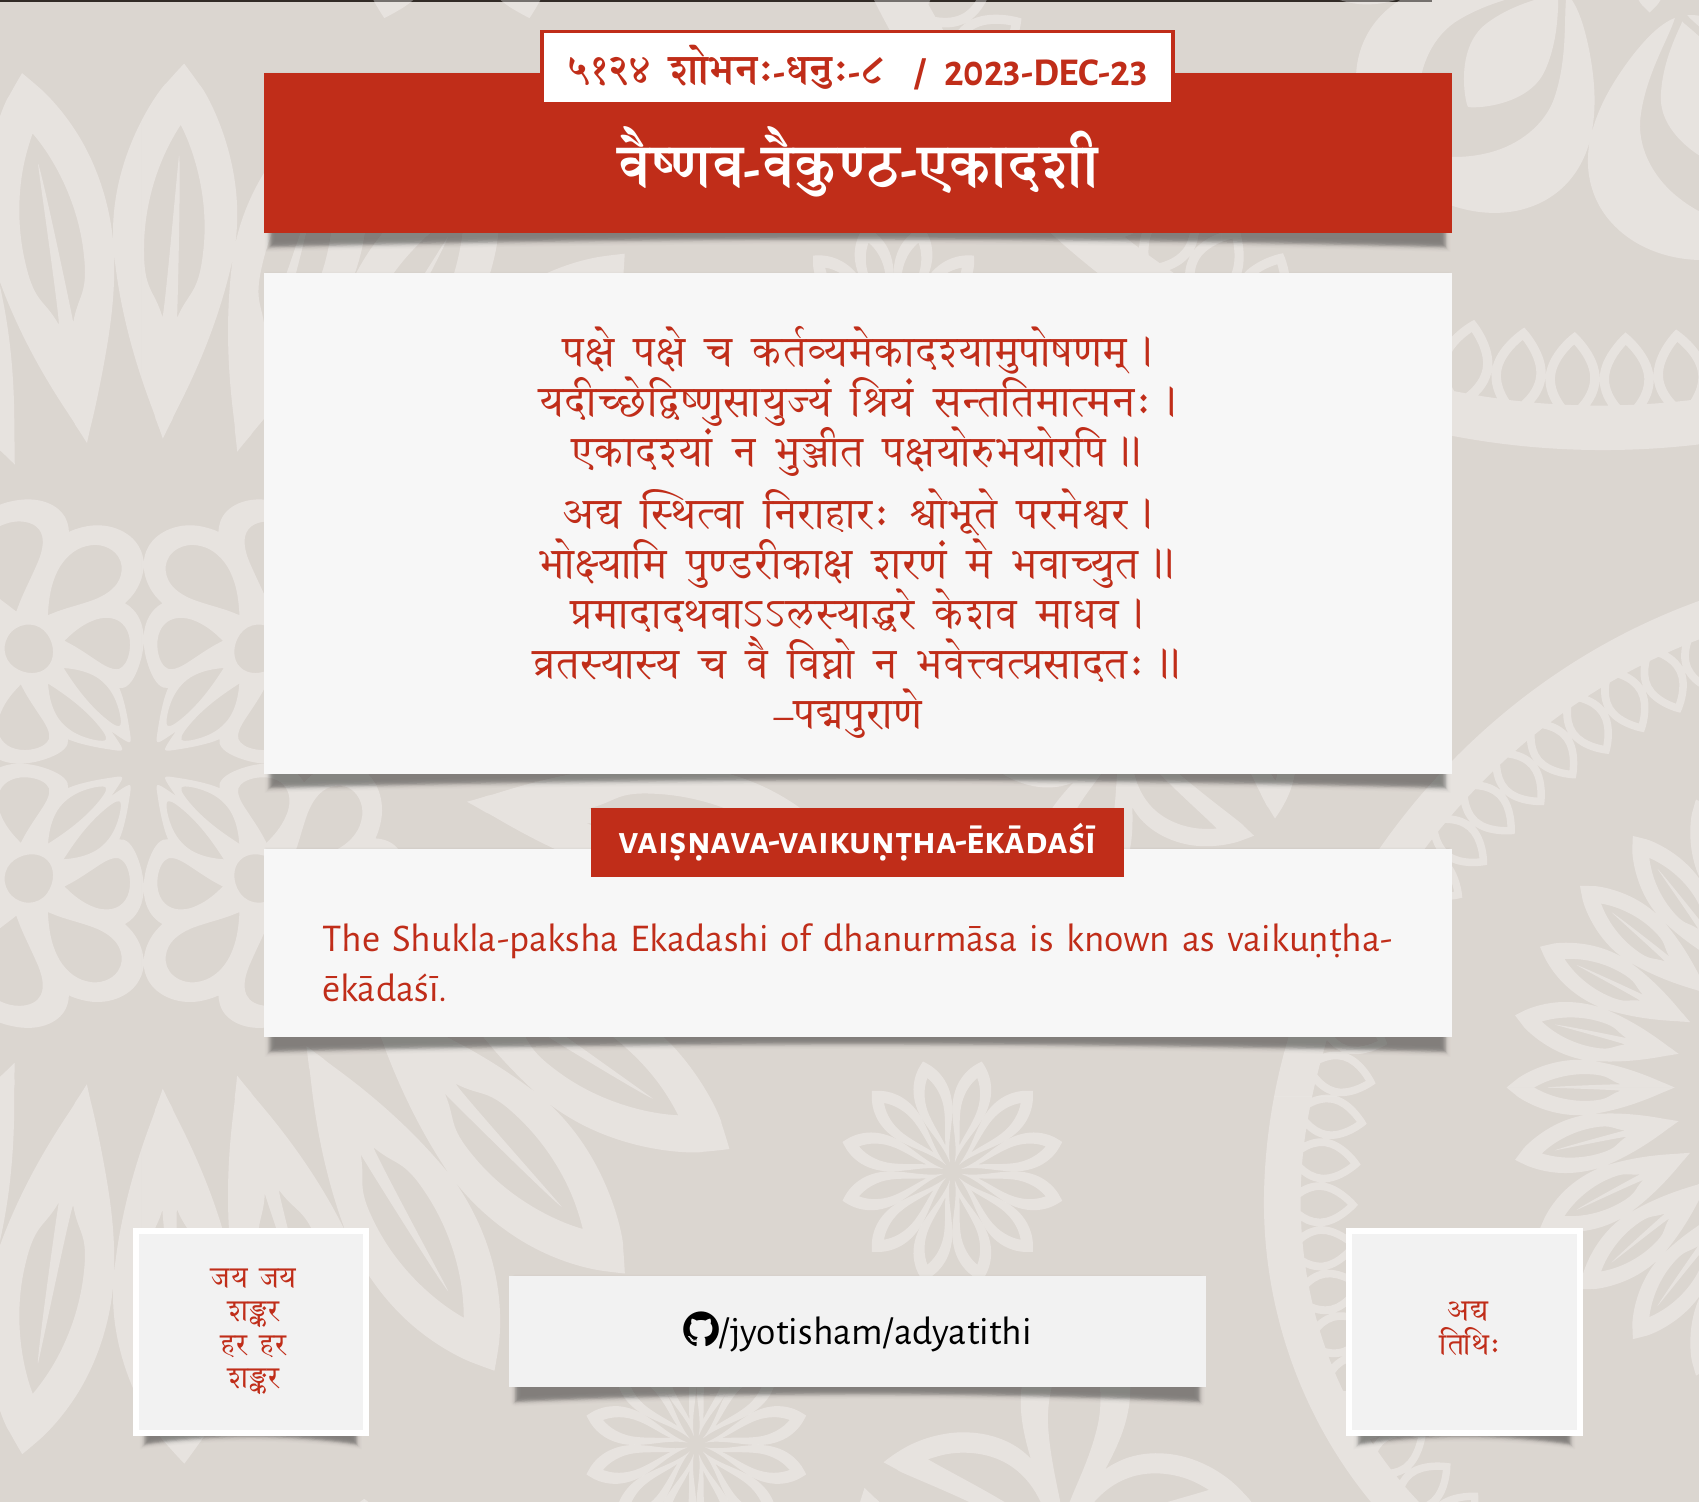 ५१२४ शोभनः-धनुः-८ / 2023-DEC-23
वैष्णव-वैकुण्ठ-एकादशी
पक्षे पक्षे च कर्तव्यमेकादश्यामुपोषणम्।
यदीच्छेद्विष्णुसायुज्यं श्रियं सन्ततिमात्मनः।
एकादश्यां न भुञ्जीत पक्षयोरुभयोरपि॥
अद्य स्थित्वा निराहारः श्वोभूते परमेश्वर।
भोक्ष्यामि पुण्डरीकाक्ष शरणं मे भवाच्युत॥
प्रमादादथवाऽऽलस्याद्धरे केशव माधव।
व्रतस्यास्य च वै विघ्नो न भवेत्त्वत्प्रसादतः॥
–पद्मपुराणे
VAIṢṆAVA-VAIKUṆṬHA-ĒKĀDAŚĪ
The Shukla-paksha Ekadashi of dhanurmāsa is known as vaikuṇṭha-
ēkādaśī.
जय जय
शङ्कर
हर हर
शङ्कर
/jyotisham/adyatithi
अद्य
तिथिः